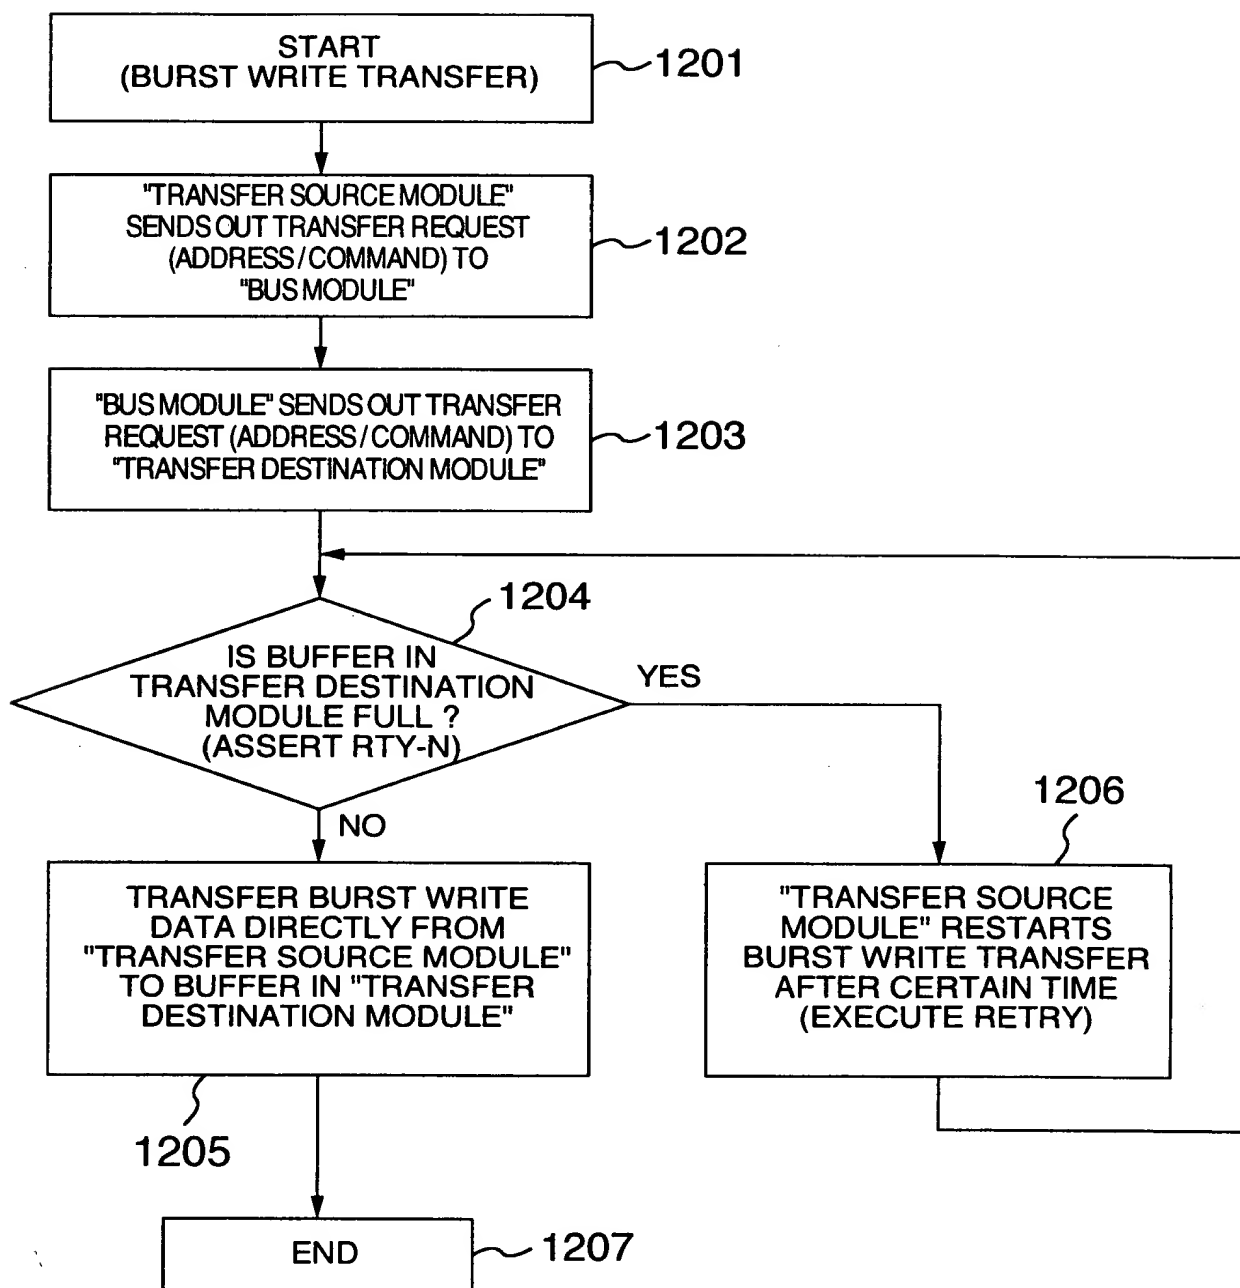 START
(BURST WRITE TRANSFER)
1201
"TRANSFER SOURCE MODULE"
SENDS OUT TRANSFER REQUEST
(ADDRESS/COMMAND) TO
"BUS MODULE"
1202
"BUS MODULE" SENDS OUT TRANSFER
REQUEST (ADDRESS/COMMAND) TO
"TRANSFER DESTINATION MODULE"
1203
1204
IS BUFFER IN
TRANSFER DESTINATION
MODULE FULL ?
(ASSERT RTY-N)
YES
NO
1206
TRANSFER BURST WRITE
DATA DIRECTLY FROM
"TRANSFER SOURCE MODULE"
TO BUFFER IN "TRANSFER
DESTINATION MODULE"
1205
"TRANSFER SOURCE
MODULE" RESTARTS
BURST WRITE TRANSFER
AFTER CERTAIN TIME
(EXECUTE RETRY)
END
1207